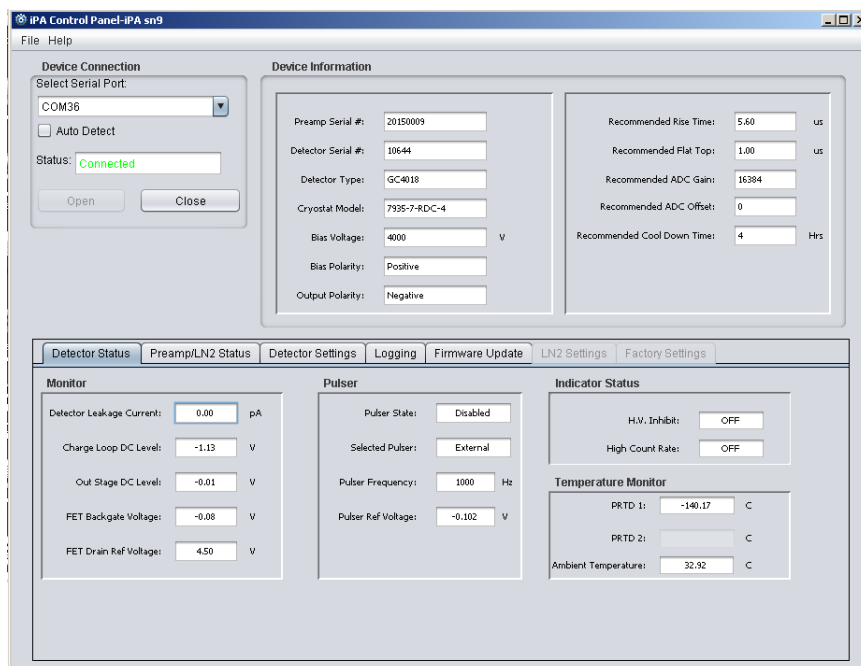 iPA Control Panel-iPA sn9
File Help
Device Connection
Select Serial Port:
COM36
Auto Detect
Status: Connected
Open Close
Device Information
Preamp Serial #: 20150009
Detector Serial #: 10644
Detector Type: GC4018
Cryostat Model: 7935-7-RDC-4
Bias Voltage: 4000 V
Bias Polarity: Positive
Output Polarity: Negative
Recommended Rise Time: 5.60 us
Recommended Flat Top: 1.00 us
Recommended ADC Gain: 16384
Recommended ADC Offset: 0
Recommended Cool Down Time: 4 Hrs
Detector Status Preamp/LN2 Status Detector Settings Logging Firmware Update LN2 Settings Factory Settings
Monitor
Detector Leakage Current: 0.00 pA
Charge Loop DC Level: -1.13 V
Out Stage DC Level: -0.01 V
FET Backgate Voltage: -0.08 V
FET Drain Ref Voltage: 4.50 V
Pulser
Pulser State: Disabled
Selected Pulser: External
Pulser Frequency: 1000 Hz
Pulser Ref Voltage: -0.102 V
Indicator Status
H.V. Inhibit: OFF
High Count Rate: OFF
Temperature Monitor
PRTD 1: -140.17 C
PRTD 2: C
Ambient Temperature: 32.92 C